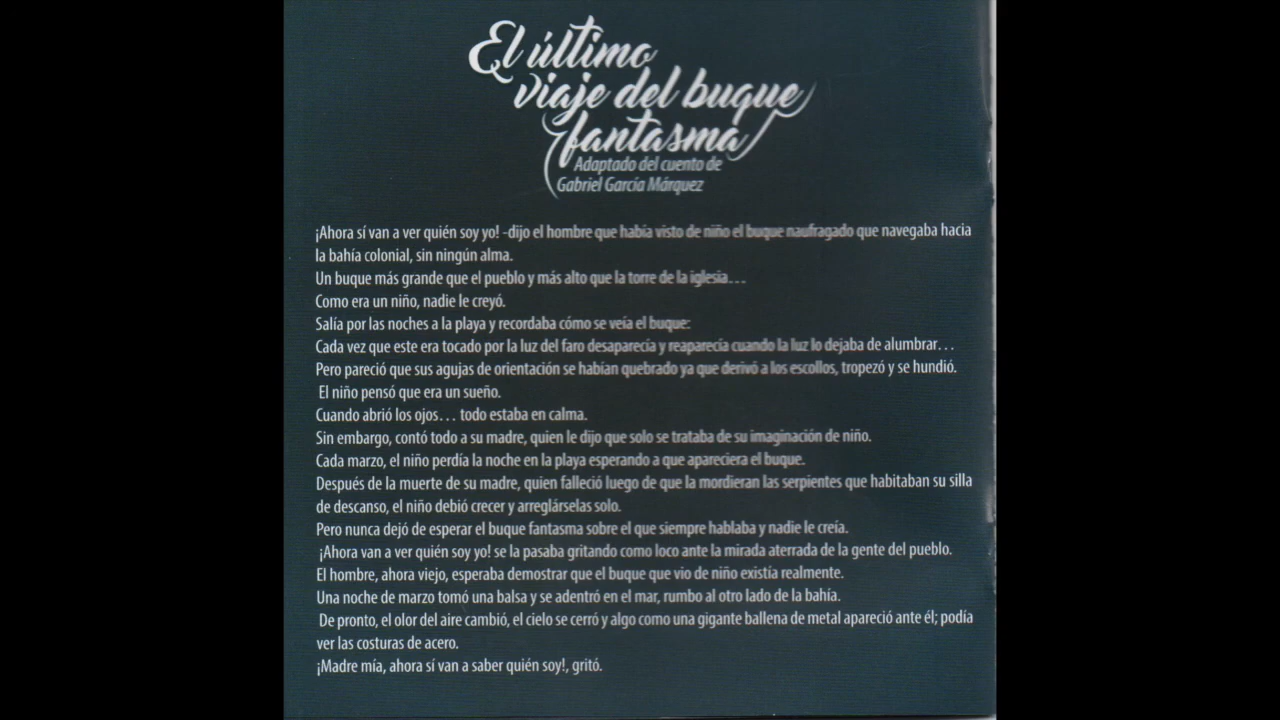 El último
viaje del buque
fantasma
Adaptado del cuento de
Gabriel García Márquez
¡Ahora sí van a ver quién soy yo! -dijo el hombre que había visto de niño el buque naufragado que navegaba hacia
la bahía colonial, sin ningún alma.
Un buque más grande que el pueblo y más alto que la torre de la iglesia…
Como era un niño, nadie le creyó.
Salía por las noches a la playa y recordaba cómo se veía el buque:
Cada vez que este era tocado por la luz del faro desaparecía y reaparecía cuando la luz lo dejaba de alumbrar…
Pero pareció que sus agujas de orientación se habían quebrado ya que derivó a los escollos, tropezó y se hundió.
El niño pensó que era un sueño.
Cuando abrió los ojos… todo estaba en calma.
Sin embargo, contó todo a su madre, quien le dijo que solo se trataba de su imaginación de niño.
Cada marzo, el niño perdía la noche en la playa esperando a que apareciera el buque.
Después de la muerte de su madre, quien falleció luego de que la mordieran las serpientes que habitaban su silla
de descanso, el niño debió crecer y arreglárselas solo.
Pero nunca dejó de esperar el buque fantasma sobre el que siempre hablaba y nadie le creía.
¡Ahora van a ver quién soy yo! se la pasaba gritando como loco ante la mirada aterrada de la gente del pueblo.
El hombre, ahora viejo, esperaba demostrar que el buque que vio de niño existía realmente.
Una noche de marzo tomó una balsa y se adentró en el mar, rumbo al otro lado de la bahía.
De pronto, el olor del aire cambió, el cielo se cerró y algo como una gigante ballena de metal apareció ante él; podía
ver las costuras de acero.
¡Madre mía, ahora sí van a saber quién soy!, gritó.